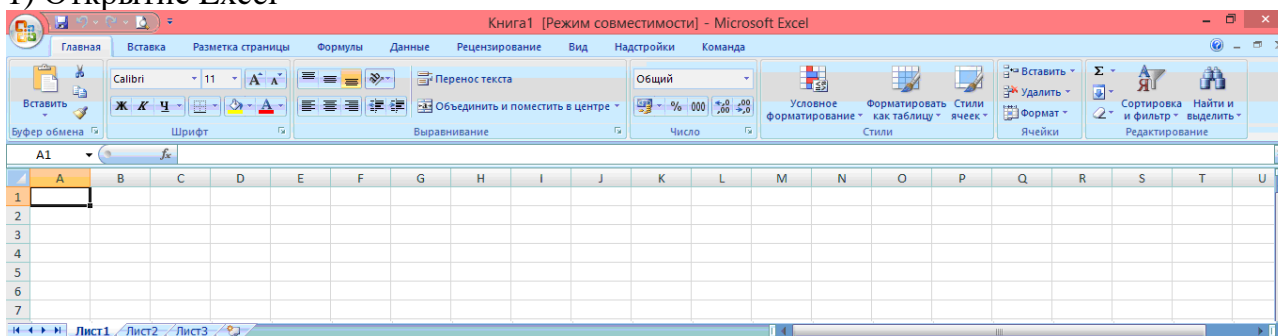 1) Открытие Excel
Книга1 [Режим совместимости] - Microsoft Excel
Главная Вставка Разметка страницы Формулы Данные Рецензирование Вид Надстройки Команда
Вставить Calibri 11 А А Перенос текста Общий Условное форматирование Форматировать как таблицу Стили ячеек Вставить Σ Сортировка и фильтр Найти и выделить
Ж К Ч А Объединить и поместить в центре % 000 ,00 ,00 Удалить
Формат
Буфер обмена Шрифт Выравнивание Число Стили Ячейки Редактирование
A1 fx
A B C D E F G H I J K L M N O P Q R S T U
1
2
3
4
5
6
7
Лист1 Лист2 Лист3